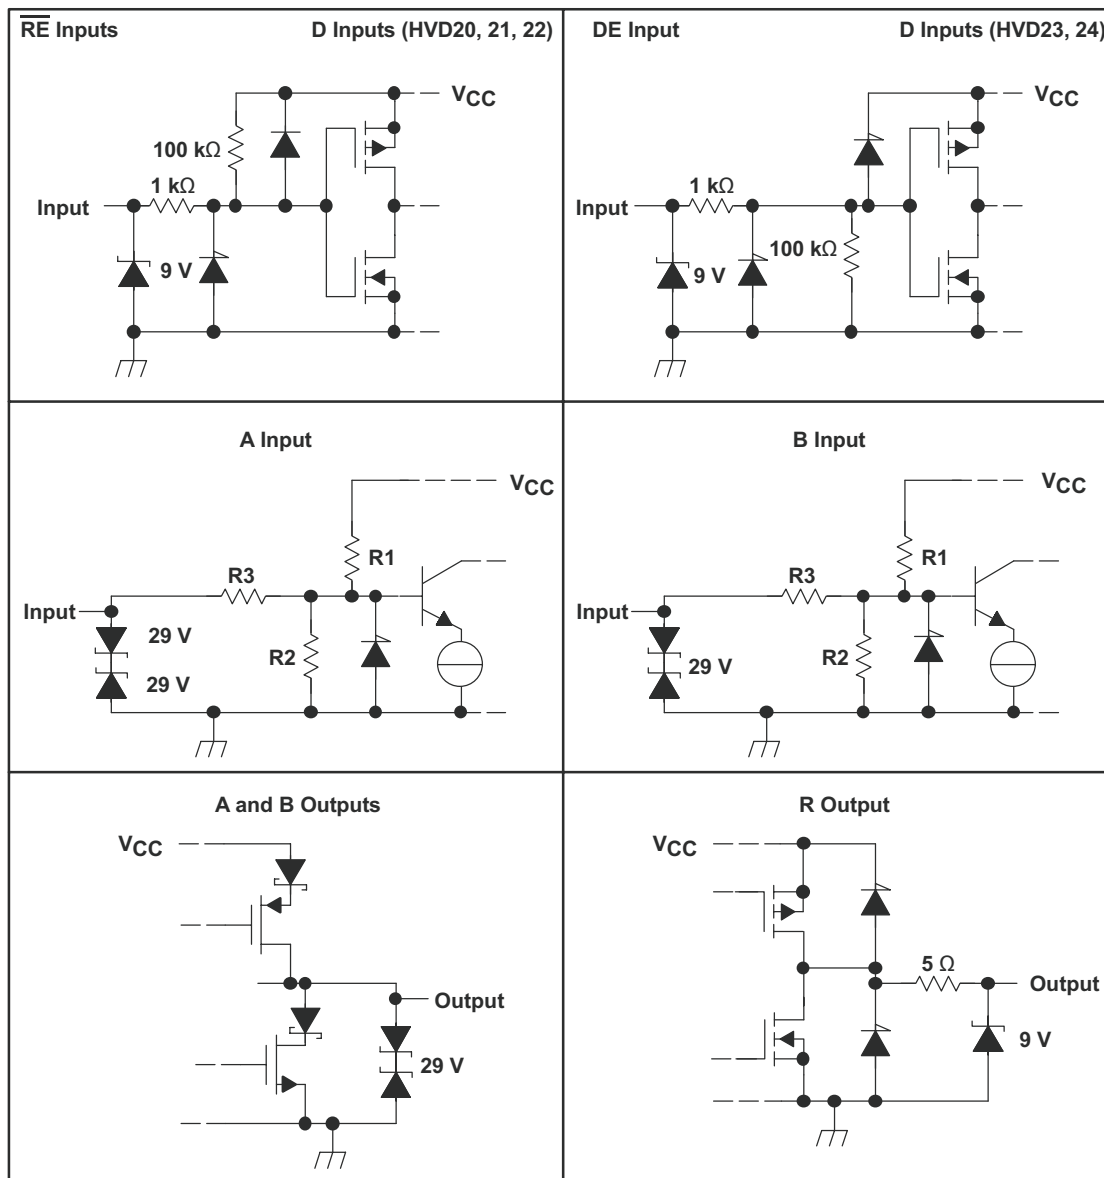 R̅E̅ Inputs
D Inputs (HVD20, 21, 22)
VCC
100 kΩ
1 kΩ
Input
9 V
DE Input
D Inputs (HVD23, 24)
VCC
1 kΩ
Input
100 kΩ
9 V
A Input
VCC
R1
R3
Input
29 V
R2
29 V
B Input
VCC
R1
R3
Input
R2
29 V
A and B Outputs
VCC
Output
29 V
R Output
VCC
5 Ω
Output
9 V